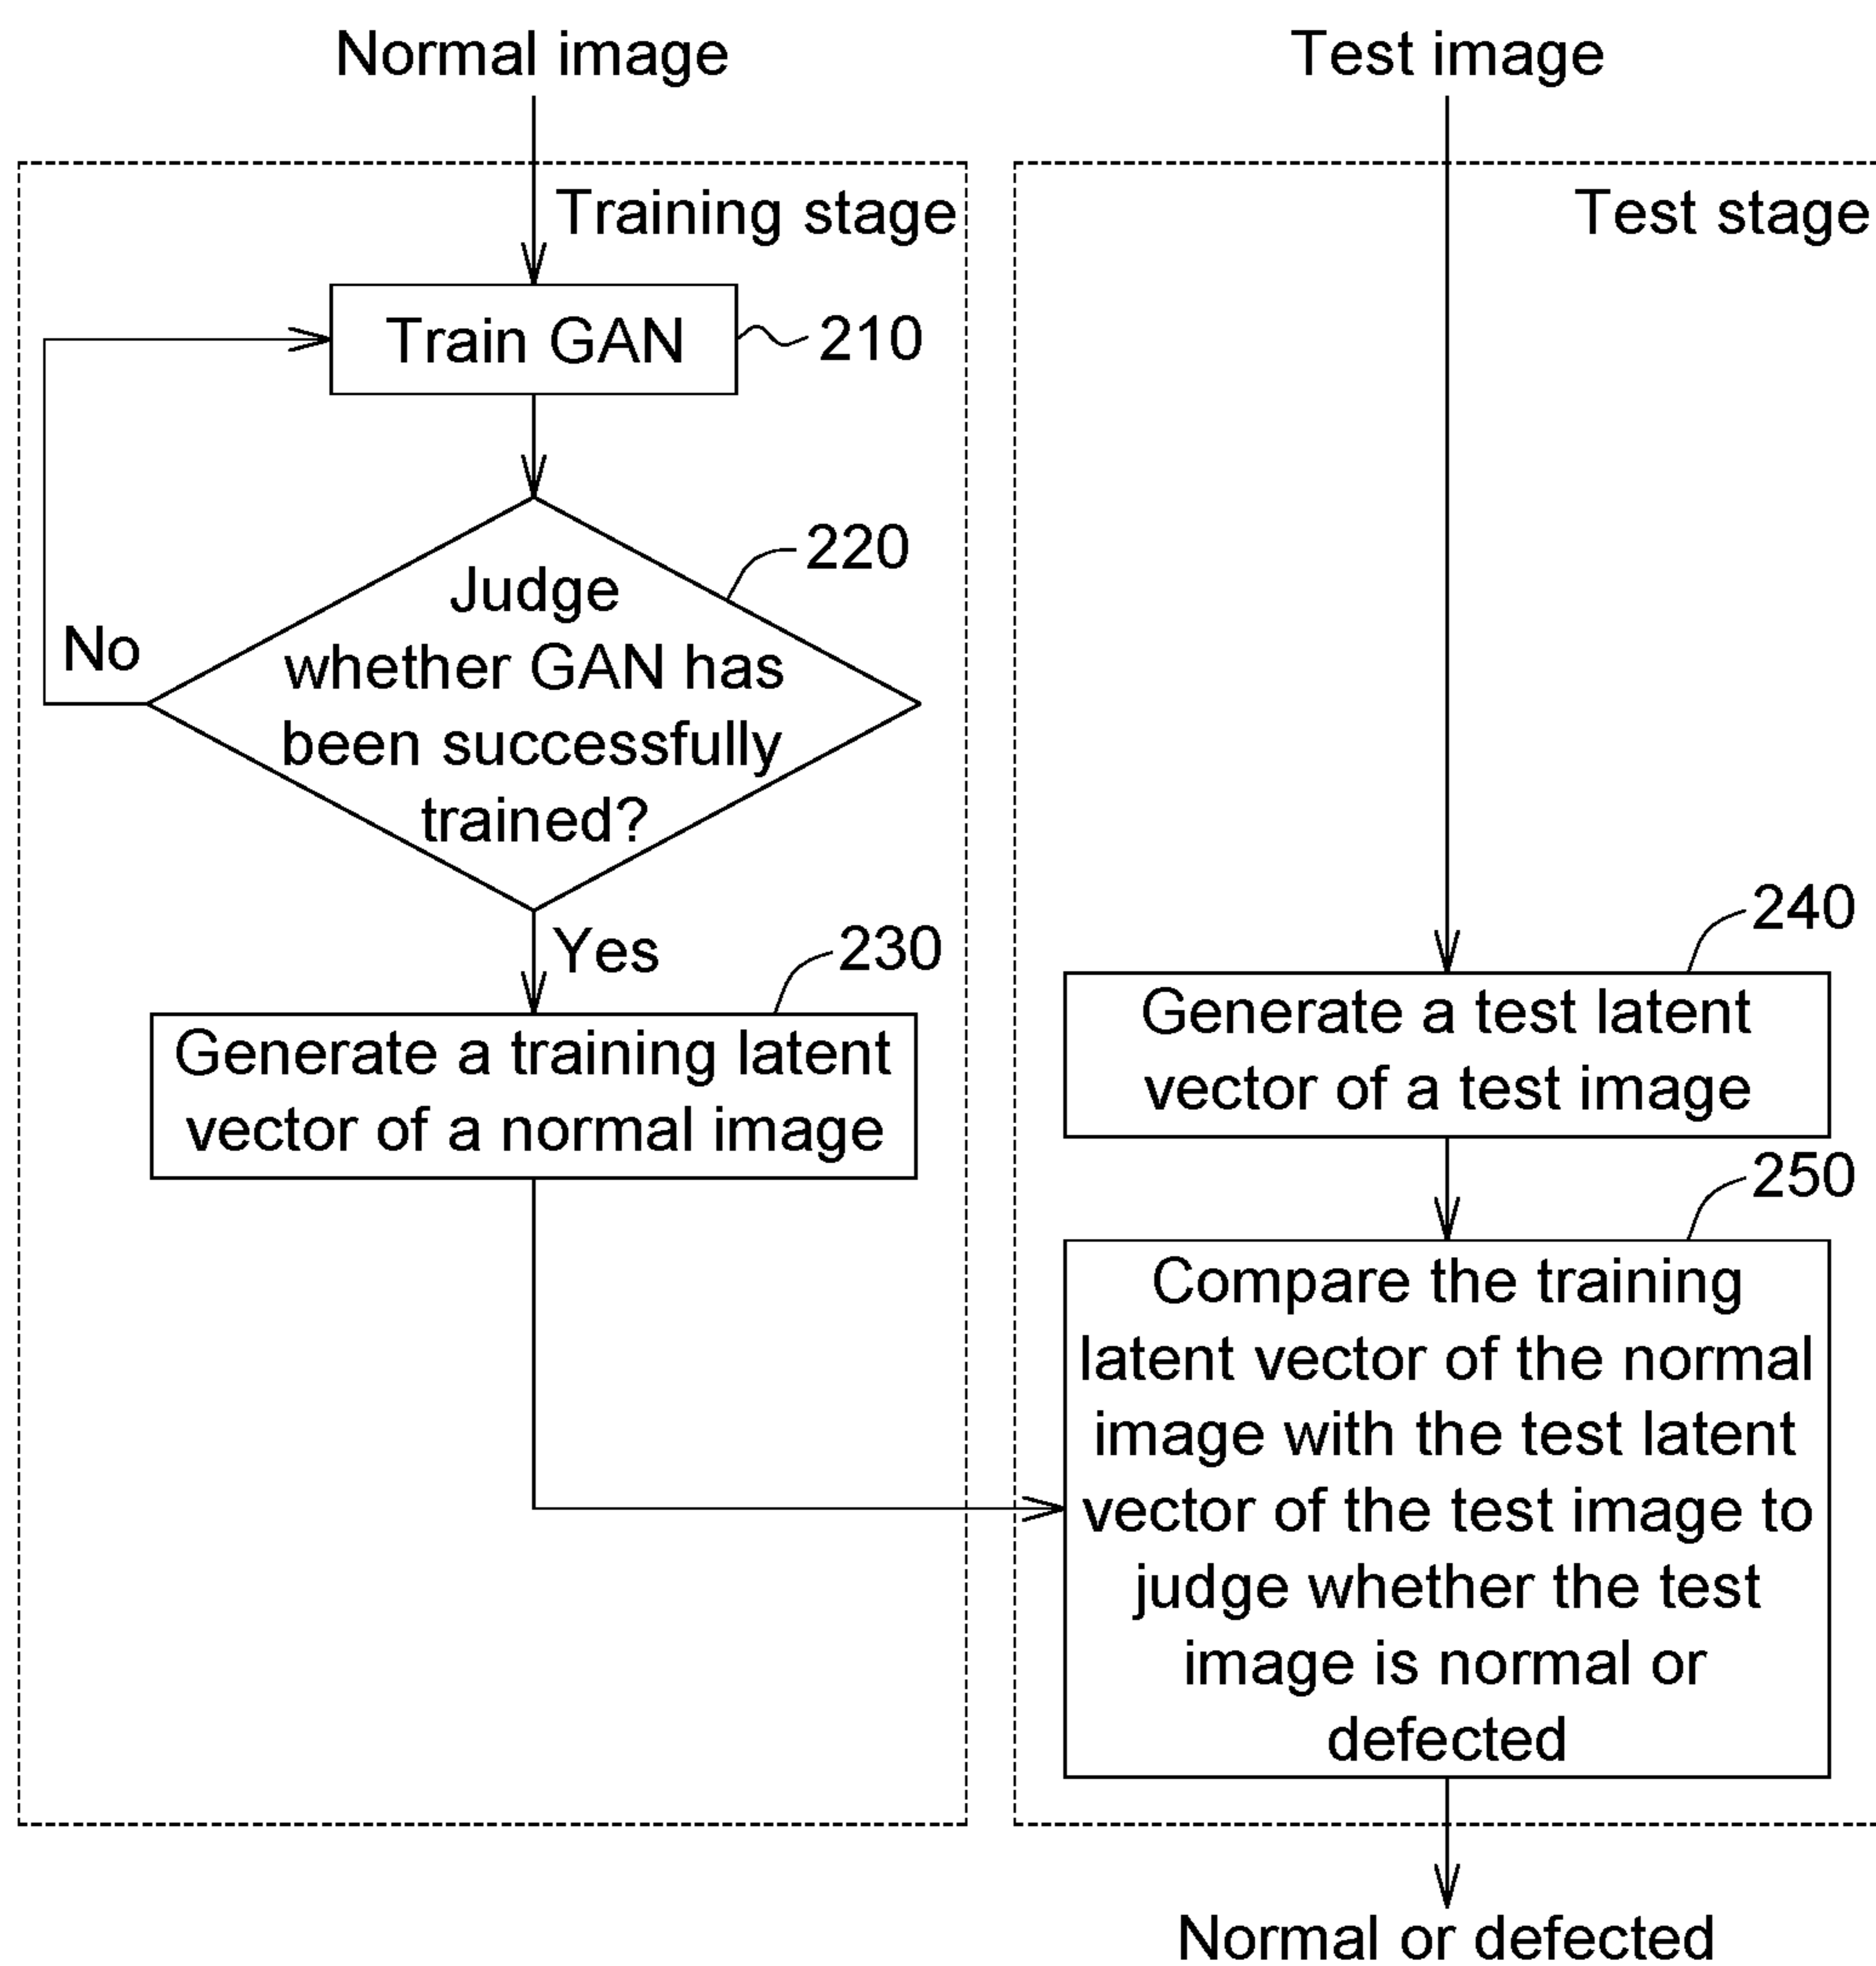 Normal image
Training stage
Train GAN
210
220
Judge
whether GAN has
been successfully
trained?
No
Yes
230
Generate a training latent
vector of a normal image
Test image
Test stage
240
Generate a test latent
vector of a test image
250
Compare the training
latent vector of the normal
image with the test latent
vector of the test image to
judge whether the test
image is normal or
defected
Normal or defected